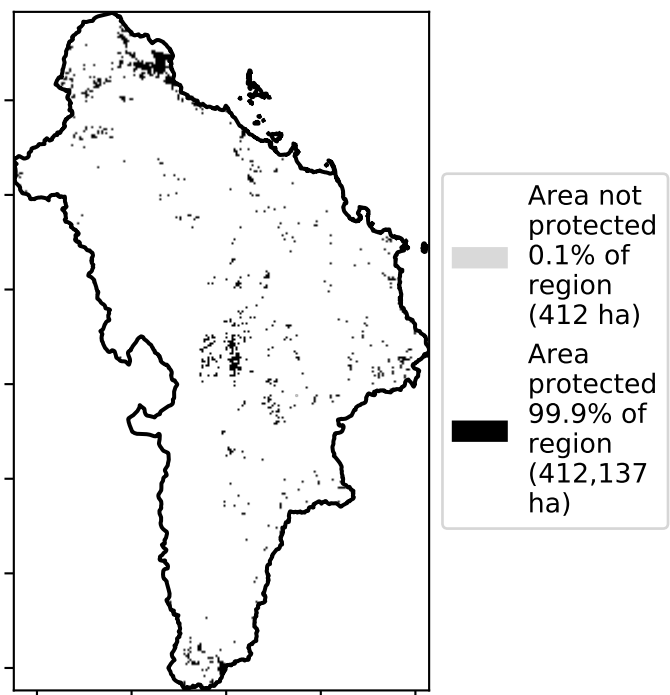 Area not
protected
0.1% of
region
(412 ha)
Area
protected
99.9% of
region
(412,137
ha)